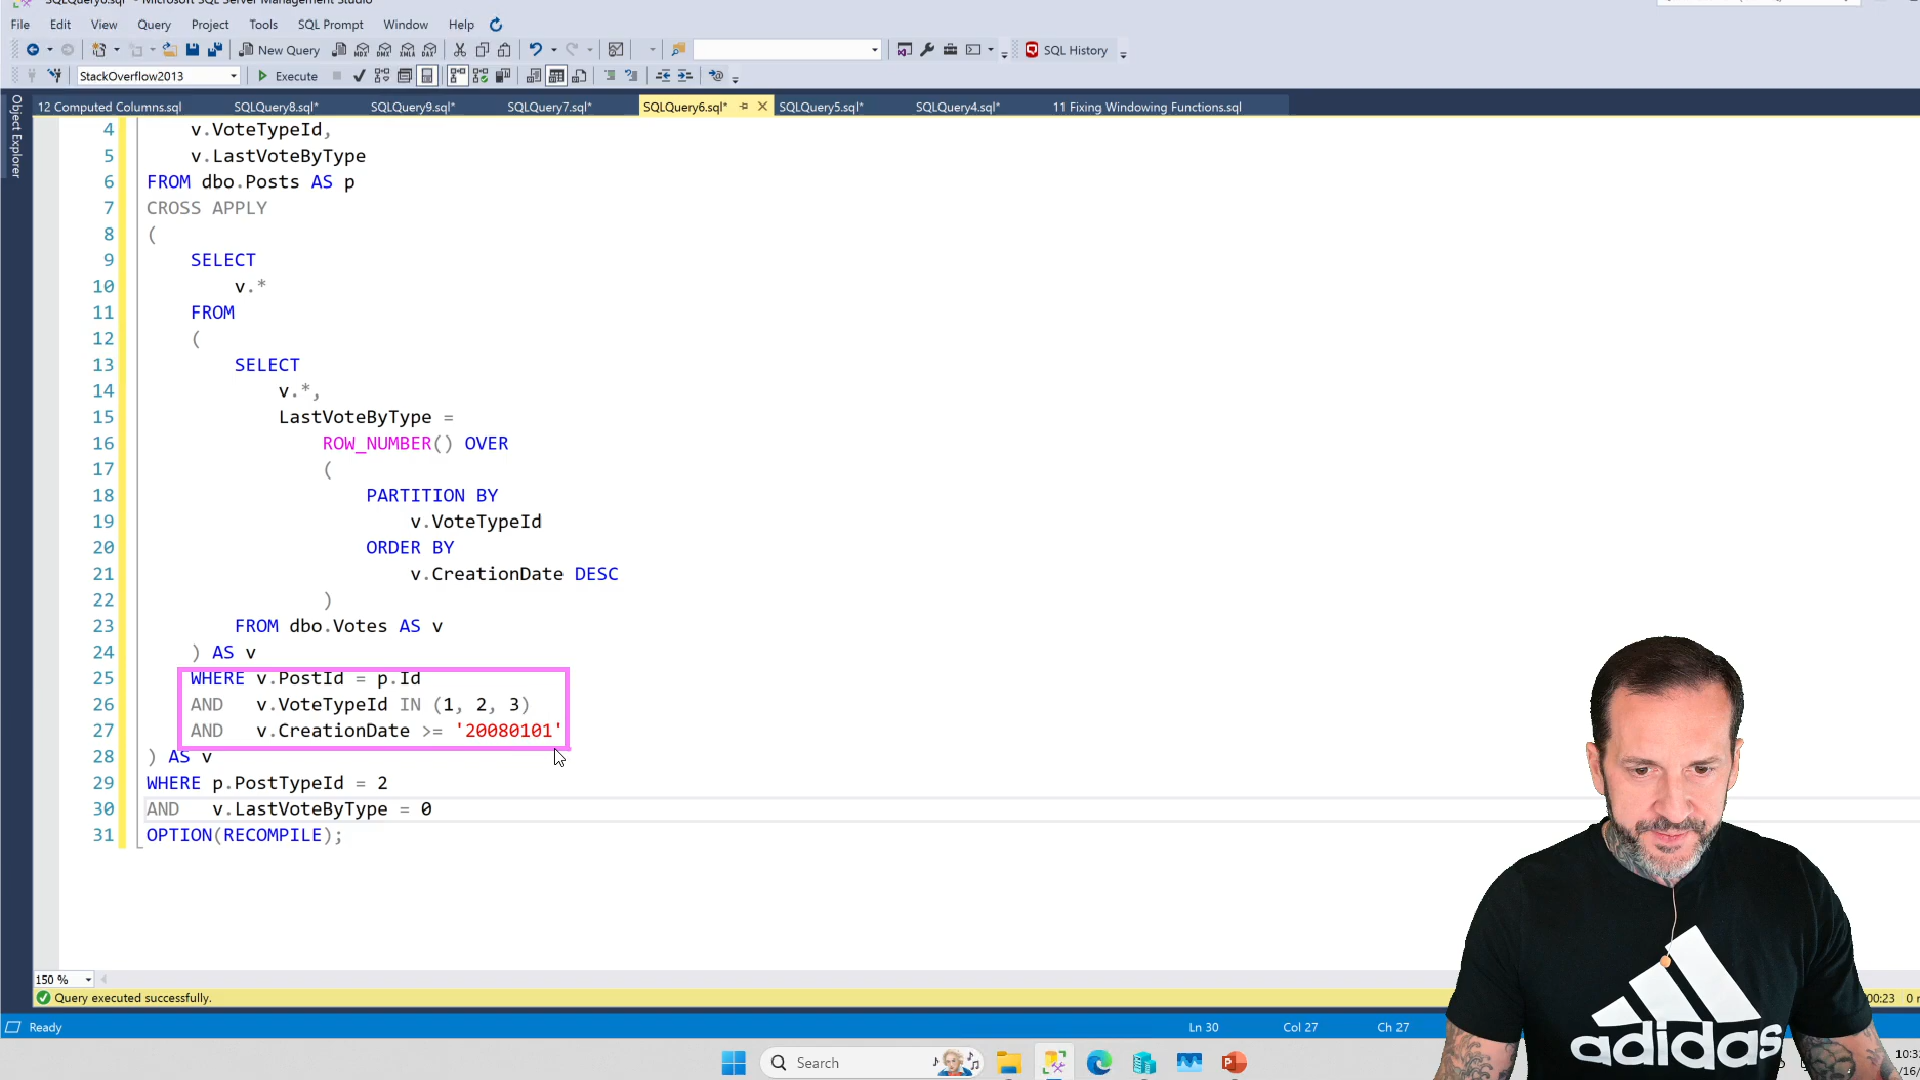 File Edit View Query Project Tools SQL Prompt Window Help
New Query SQL History
StackOverflow2013 Execute
12 Computed Columns.sql SQLQuery8.sql* SQLQuery9.sql* SQLQuery7.sql* SQLQuery6.sql* SQLQuery5.sql* SQLQuery4.sql* 11 Fixing Windowing Functions.sql
Object Explorer
4 v.VoteTypeId,
5 v.LastVoteByType
6 FROM dbo.Posts AS p
7 CROSS APPLY
8 (
9 SELECT
10 v.*
11 FROM
12 (
13 SELECT
14 v.*,
15 LastVoteByType =
16 ROW_NUMBER() OVER
17 (
18 PARTITION BY
19 v.VoteTypeId
20 ORDER BY
21 v.CreationDate DESC
22 )
23 FROM dbo.Votes AS v
24 ) AS v
25 WHERE v.PostId = p.Id
26 AND v.VoteTypeId IN (1, 2, 3)
27 AND v.CreationDate >= '20080101'
28 ) AS v
29 WHERE p.PostTypeId = 2
30 AND v.LastVoteByType = 0
31 OPTION(RECOMPILE);
150 %
Query executed successfully.
Ready Ln 30 Col 27 Ch 27
Search
adidas